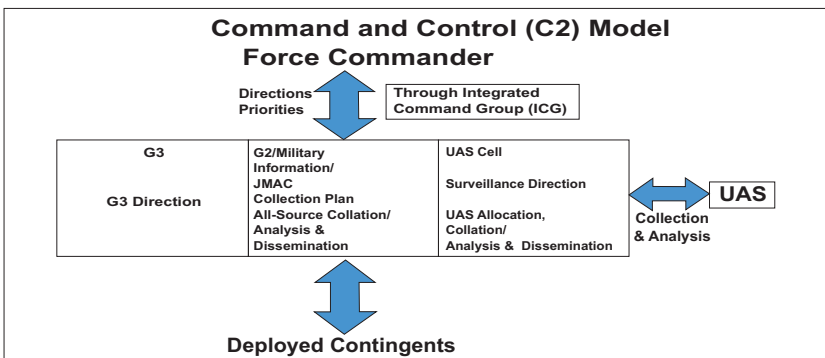 Command and Control (C2) Model
Force Commander
Directions
Priorities
Through Integrated
Command Group (ICG)
G3
G3 Direction
G2/Military
Information/
JMAC
Collection Plan
All-Source Collation/
Analysis &
Dissemination
UAS Cell
Surveillance Direction
UAS Allocation,
Collation/
Analysis & Dissemination
UAS
Collection
& Analysis
Deployed Contingents